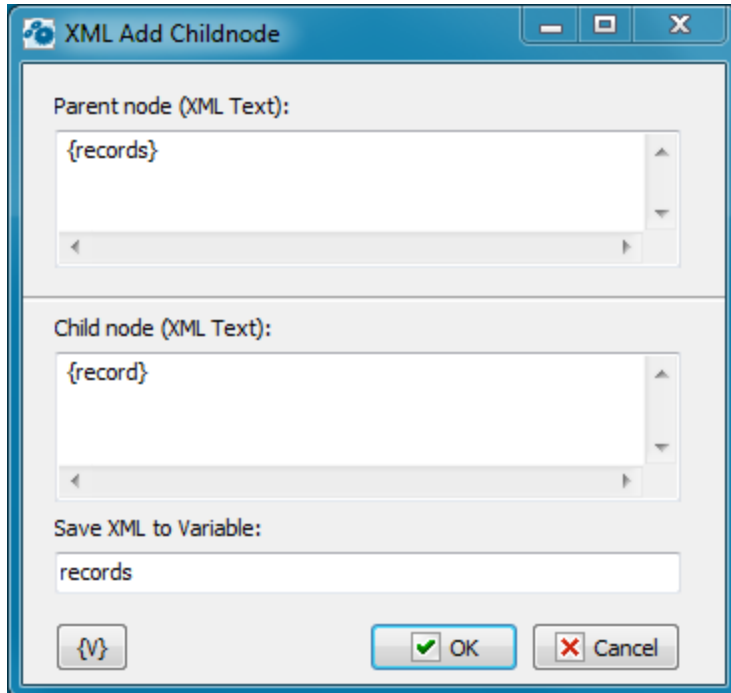 XML Add Childnode
Parent node (XML Text):
{records}
Child node (XML Text):
{record}
Save XML to Variable:
records
{V} OK Cancel